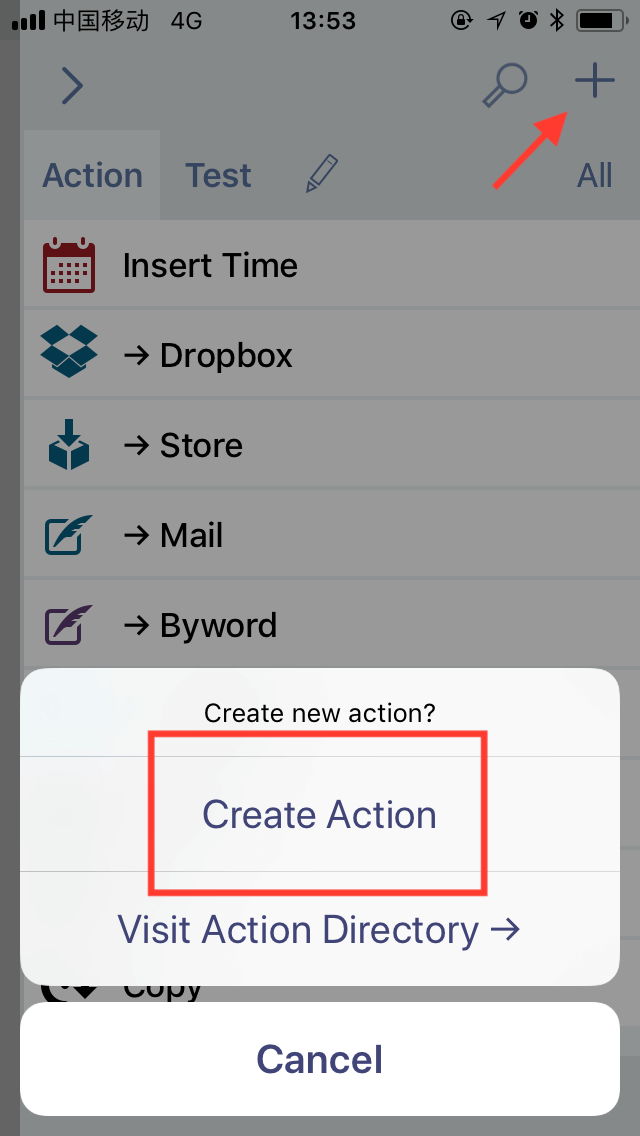 中国移动 4G 13:53
Action Test All
Insert Time
→ Dropbox
→ Store
→ Mail
→ Byword
Create new action?
Create Action
Visit Action Directory →
Copy
Cancel